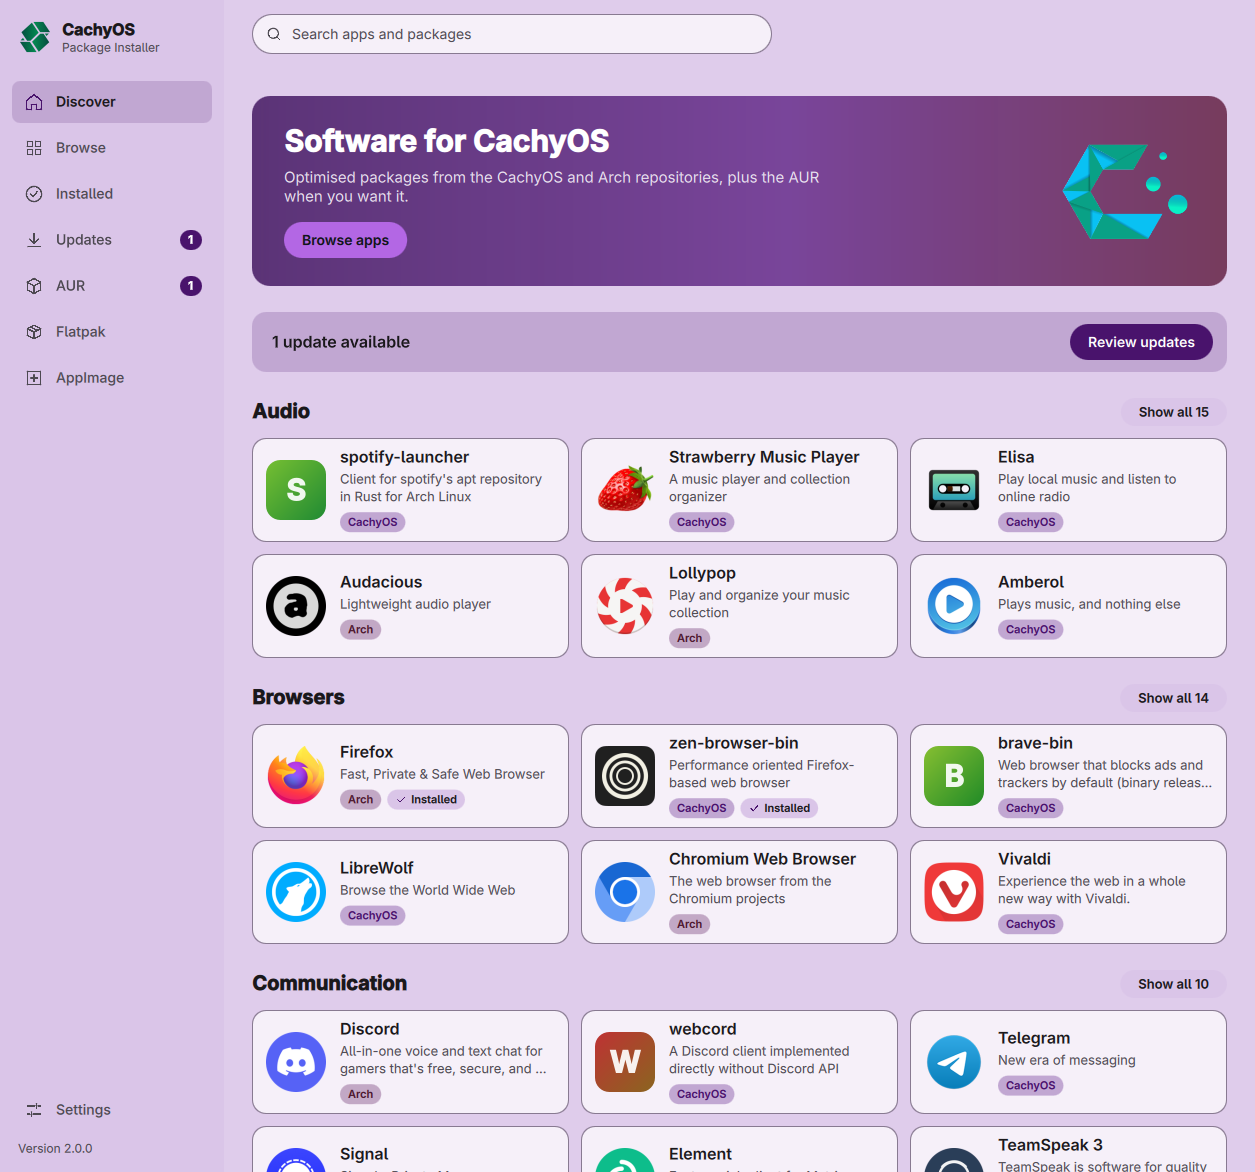 CachyOS
Package Installer
Search apps and packages
Discover
Browse
Installed
Updates 1
AUR 1
Flatpak
AppImage
Settings
Version 2.0.0
Software for CachyOS
Optimised packages from the CachyOS and Arch repositories, plus the AUR
when you want it.
Browse apps
1 update available
Review updates
Audio
Show all 15
S
spotify-launcher
Client for spotify's apt repository
in Rust for Arch Linux
CachyOS
Strawberry Music Player
A music player and collection
organizer
CachyOS
Elisa
Play local music and listen to
online radio
CachyOS
a
Audacious
Lightweight audio player
Arch
Lollypop
Play and organize your music
collection
Arch
Amberol
Plays music, and nothing else
CachyOS
Browsers
Show all 14
Firefox
Fast, Private & Safe Web Browser
Arch
Installed
zen-browser-bin
Performance oriented Firefox-
based web browser
CachyOS
Installed
B
brave-bin
Web browser that blocks ads and
trackers by default (binary releas...
CachyOS
LibreWolf
Browse the World Wide Web
CachyOS
Chromium Web Browser
The web browser from the
Chromium projects
Arch
Vivaldi
Experience the web in a whole
new way with Vivaldi.
CachyOS
Communication
Show all 10
Discord
All-in-one voice and text chat for
gamers that's free, secure, and ...
Arch
W
webcord
A Discord client implemented
directly without Discord API
CachyOS
Telegram
New era of messaging
CachyOS
Signal
Element
TeamSpeak 3
TeamSpeak is software for quality